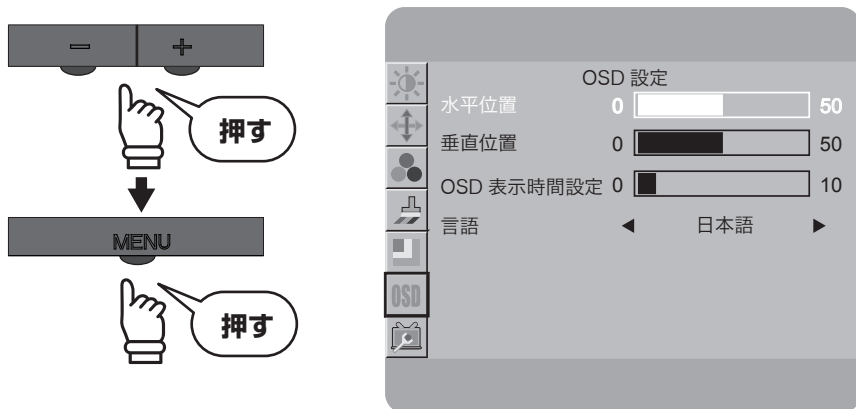 − +
押す
MENU
押す
OSD 設定
水平位置 0 50
垂直位置 0 50
OSD 表示時間設定 0 10
言語 ◀ 日本語 ▶
OSD